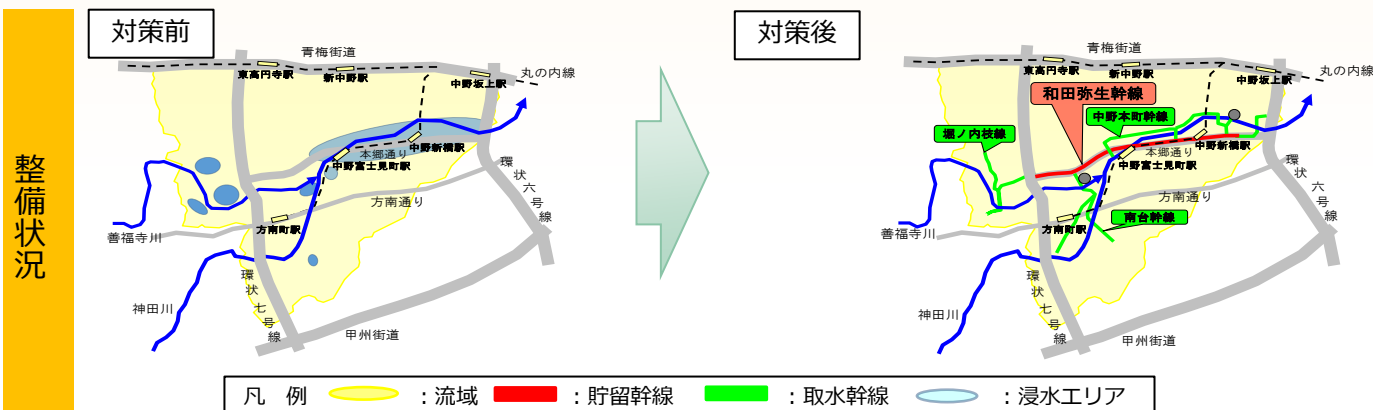 整備状況
対策前
青梅街道
東高円寺駅
新中野駅
中野坂上駅
丸の内線
本郷通り
中野新橋駅
中野富士見町駅
環状六号線
方南通り
善福寺川
方南町駅
環状七号線
神田川
甲州街道
対策後
青梅街道
東高円寺駅
新中野駅
中野坂上駅
丸の内線
和田弥生幹線
中野本町幹線
堀ノ内枝線
本郷通り
中野新橋駅
中野富士見町駅
環状六号線
方南通り
南台幹線
善福寺川
方南町駅
環状七号線
神田川
甲州街道
凡 例 :流域 :貯留幹線 :取水幹線 :浸水エリア